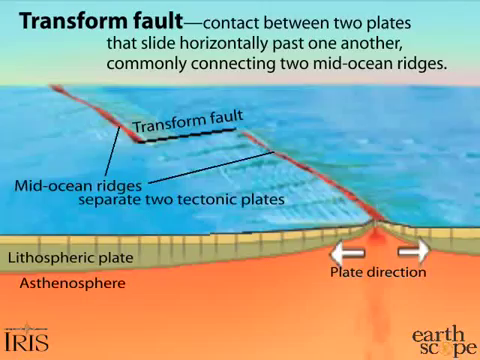 Transform fault—contact between two plates
that slide horizontally past one another,
commonly connecting two mid-ocean ridges.
Transform fault
Mid-ocean ridges
separate two tectonic plates
Lithospheric plate
Asthenosphere
Plate direction
IRIS
earth
scope